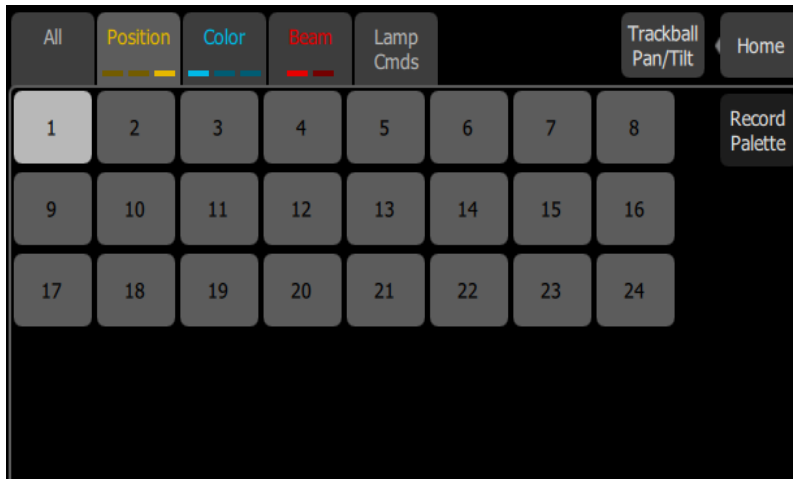 All Position Color Beam Lamp Cmds Trackball Pan/Tilt Home
Record Palette
1 2 3 4 5 6 7 8
9 10 11 12 13 14 15 16
17 18 19 20 21 22 23 24